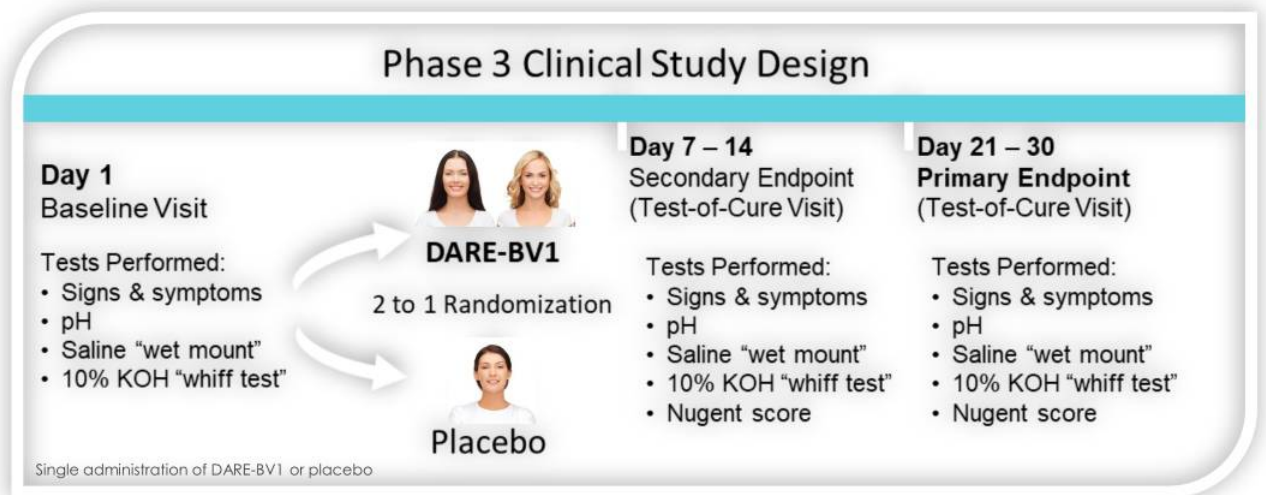 Phase 3 Clinical Study Design
Day 1
Baseline Visit
Tests Performed:
• Signs & symptoms
• pH
• Saline “wet mount”
• 10% KOH “whiff test”
DARE-BV1
2 to 1 Randomization
Placebo
Day 7 – 14
Secondary Endpoint
(Test-of-Cure Visit)
Tests Performed:
• Signs & symptoms
• pH
• Saline “wet mount”
• 10% KOH “whiff test”
• Nugent score
Day 21 – 30
Primary Endpoint
(Test-of-Cure Visit)
Tests Performed:
• Signs & symptoms
• pH
• Saline “wet mount”
• 10% KOH “whiff test”
• Nugent score
Single administration of DARE-BV1 or placebo